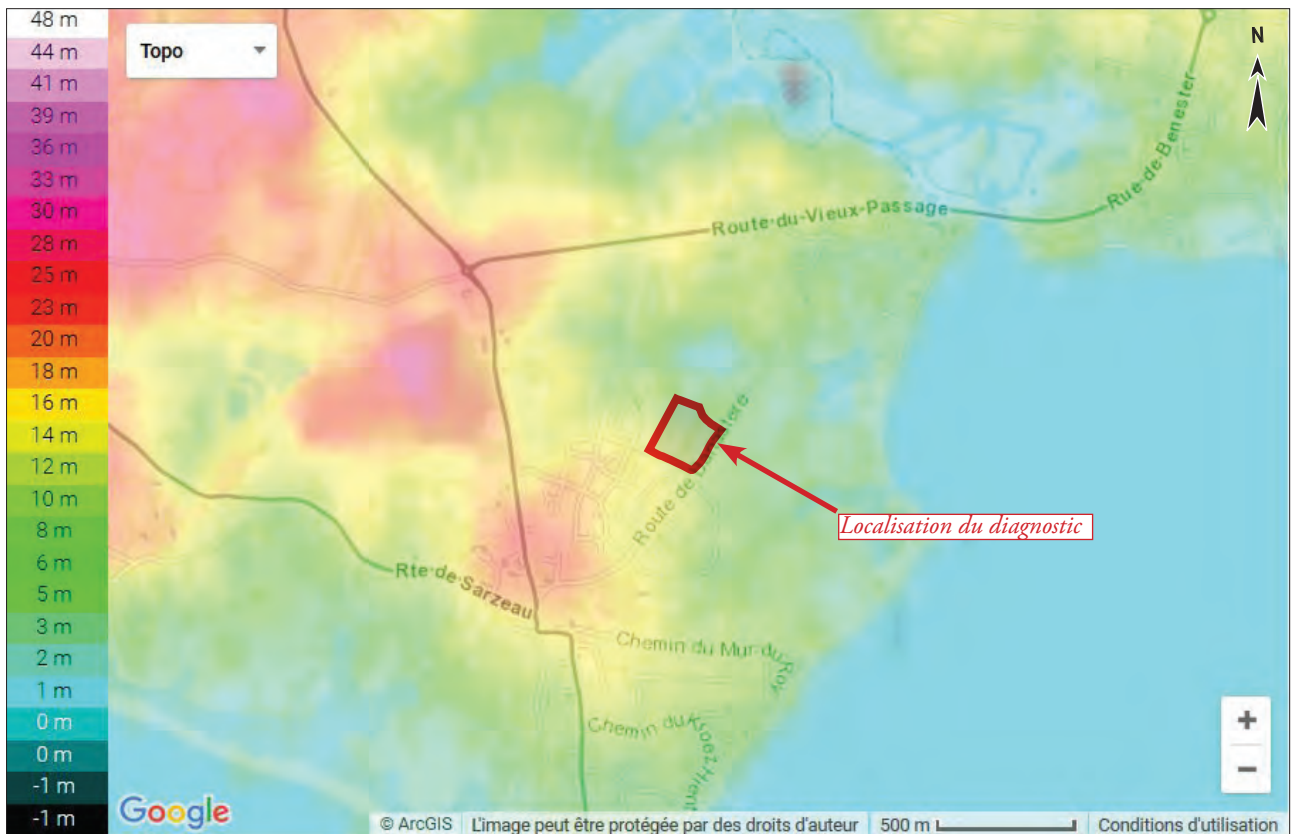 48 m
44 m
41 m
39 m
36 m
33 m
30 m
28 m
25 m
23 m
20 m
18 m
16 m
14 m
12 m
10 m
8 m
6 m
5 m
3 m
2 m
1 m
0 m
0 m
-1 m
-1 m
Topo
N
Rue-de-Benester
Route-du-Vieux-Passage
Route de
Localisation du diagnostic
Rte-de-Sarzeau
Chemin du Mur-du-Roy
Chemin du
+
−
Google
© ArcGIS
L'image peut être protégée par des droits d'auteur
500 m
Conditions d'utilisation